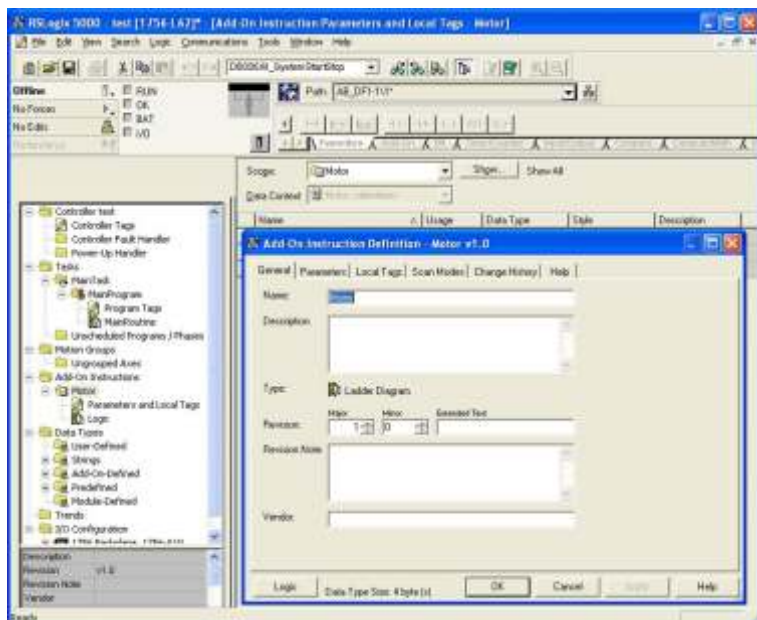 RSLogix 5000 - test [1756-L62]* - [Add-On Instruction Parameters and Local Tags - Motor]
File Edit View Search Logic Communications Tools Window Help
Offline
RUN
No Forces
OK
No Edits
BAT
I/O
Path: AB_DF1-1\1*
Scope: Motor Show... Show All
Data Context:
Name Usage Data Type Style Description
Controller test
Controller Tags
Controller Fault Handler
Power-Up Handler
Tasks
MainTask
MainProgram
Program Tags
MainRoutine
Unscheduled Programs / Phases
Motion Groups
Ungrouped Axes
Add-On Instructions
Motor
Parameters and Local Tags
Logic
Data Types
User-Defined
Strings
Add-On-Defined
Predefined
Module-Defined
Trends
I/O Configuration
Description
Revision v1.0
Revision Note
Vendor
Ready
Add-On Instruction Definition - Motor v1.0
General Parameters Local Tags Scan Modes Change History Help
Name: Motor
Description:
Type: Ladder Diagram
Major Minor Extended Text
Revision: 1 0
Revision Note:
Vendor:
Logic Data Type Size: 4 byte (s) OK Cancel Apply Help